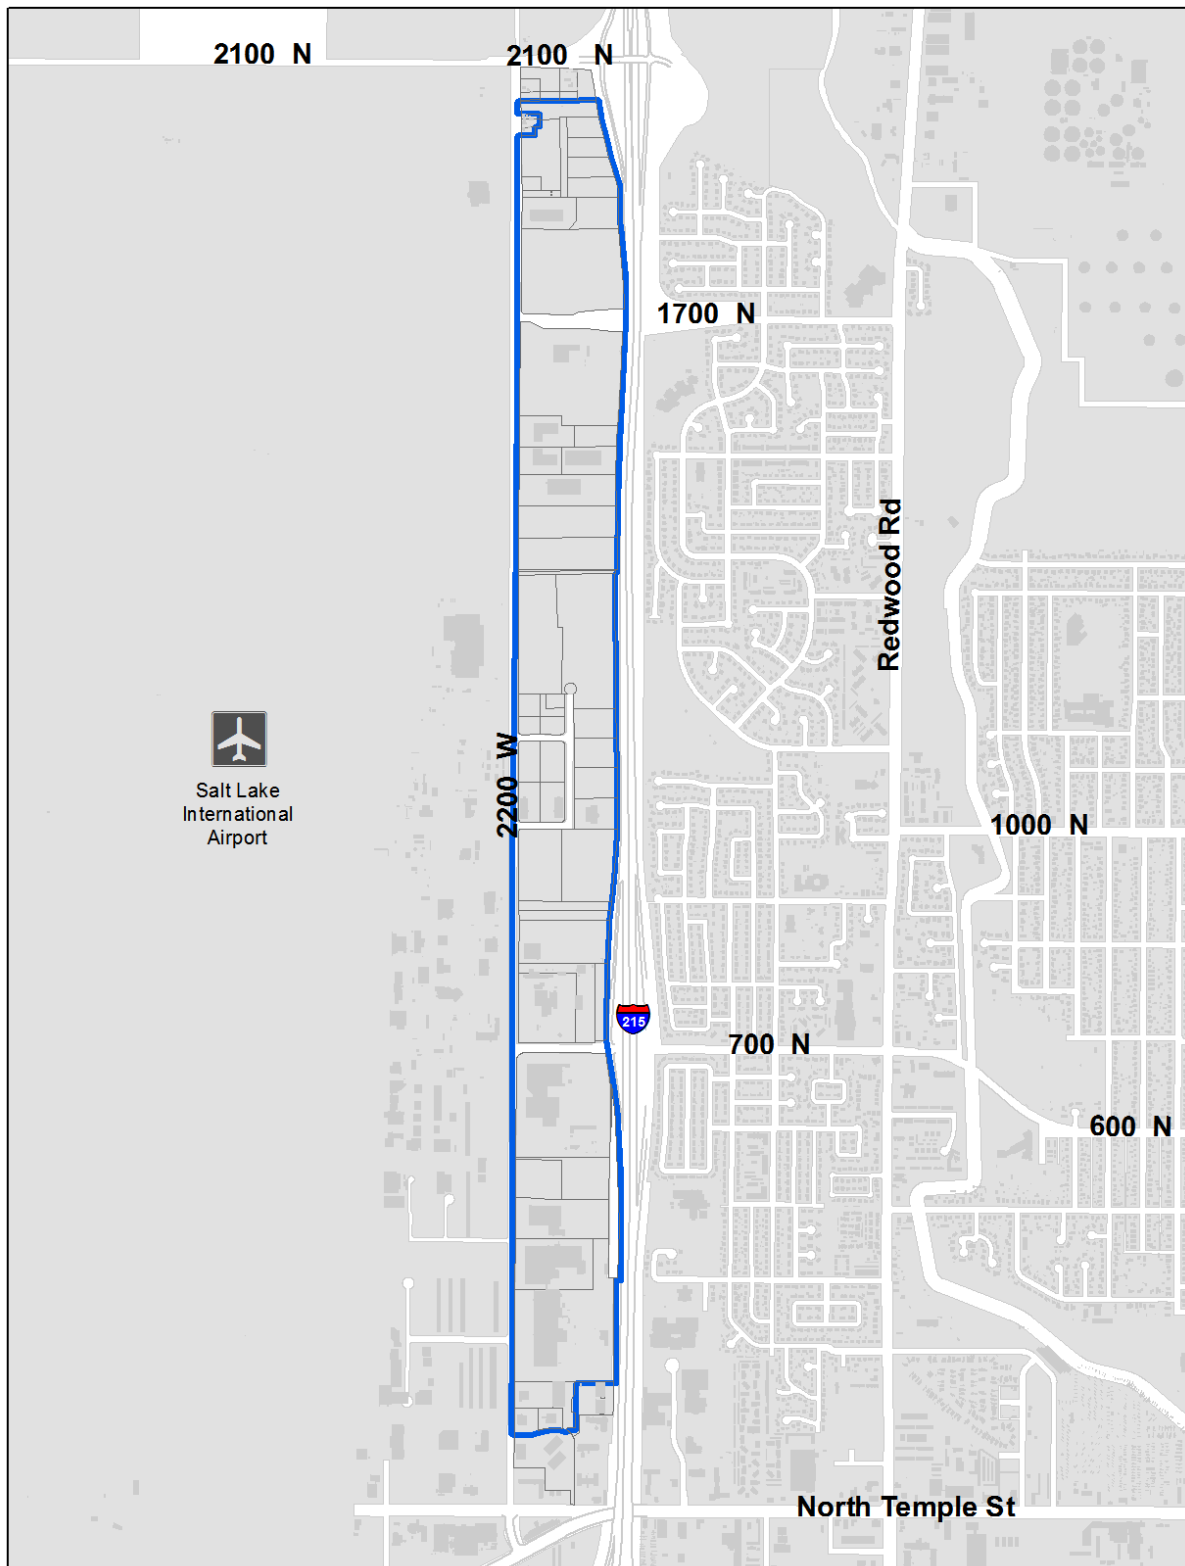 2100 N
2100 N
1700 N
Redwood Rd
2200 W
Salt Lake
International
Airport
1000 N
215
700 N
600 N
North Temple St